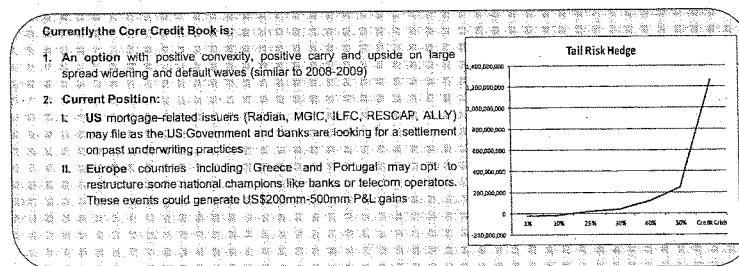 Currently the Core Credit Book is:
1. An option with positive convexity, positive carry and upside on large
spread widening and default waves (similar to 2008-2009)
2. Current Position:
i. US mortgage-related issuers (Radian, MGIC, ILFC, RESCAP, ALLY)
may file as the US Government and banks are looking for a settlement
on past underwriting practices
ii. Europe countries including Greece and Portugal may opt to
restructure some national champions like banks or telecom operators.
These events could generate US$200mm-500mm P&L gains
Tail Risk Hedge
1,400,000,000
1,200,000,000
1,000,000,000
800,000,000
600,000,000
400,000,000
200,000,000
0
-200,000,000
1% 10% 25% 30% 40% 50% Credit Crisis